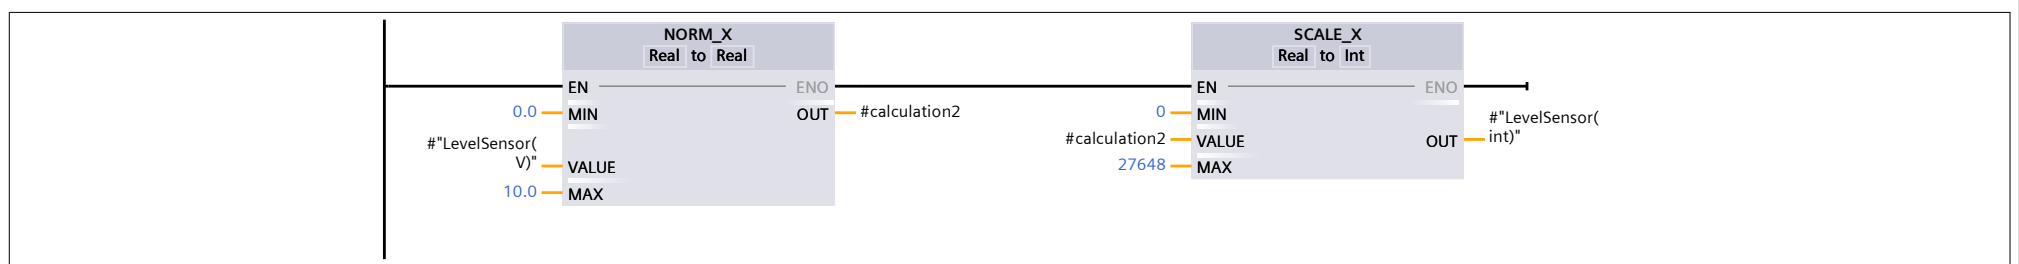 NORM_X
Real to Real
EN ENO
0.0 MIN
OUT #calculation2
#"LevelSensor(
V)" VALUE
10.0 MAX
SCALE_X
Real to Int
EN ENO
0 MIN
#calculation2 VALUE
27648 MAX
OUT #"LevelSensor(
int)"